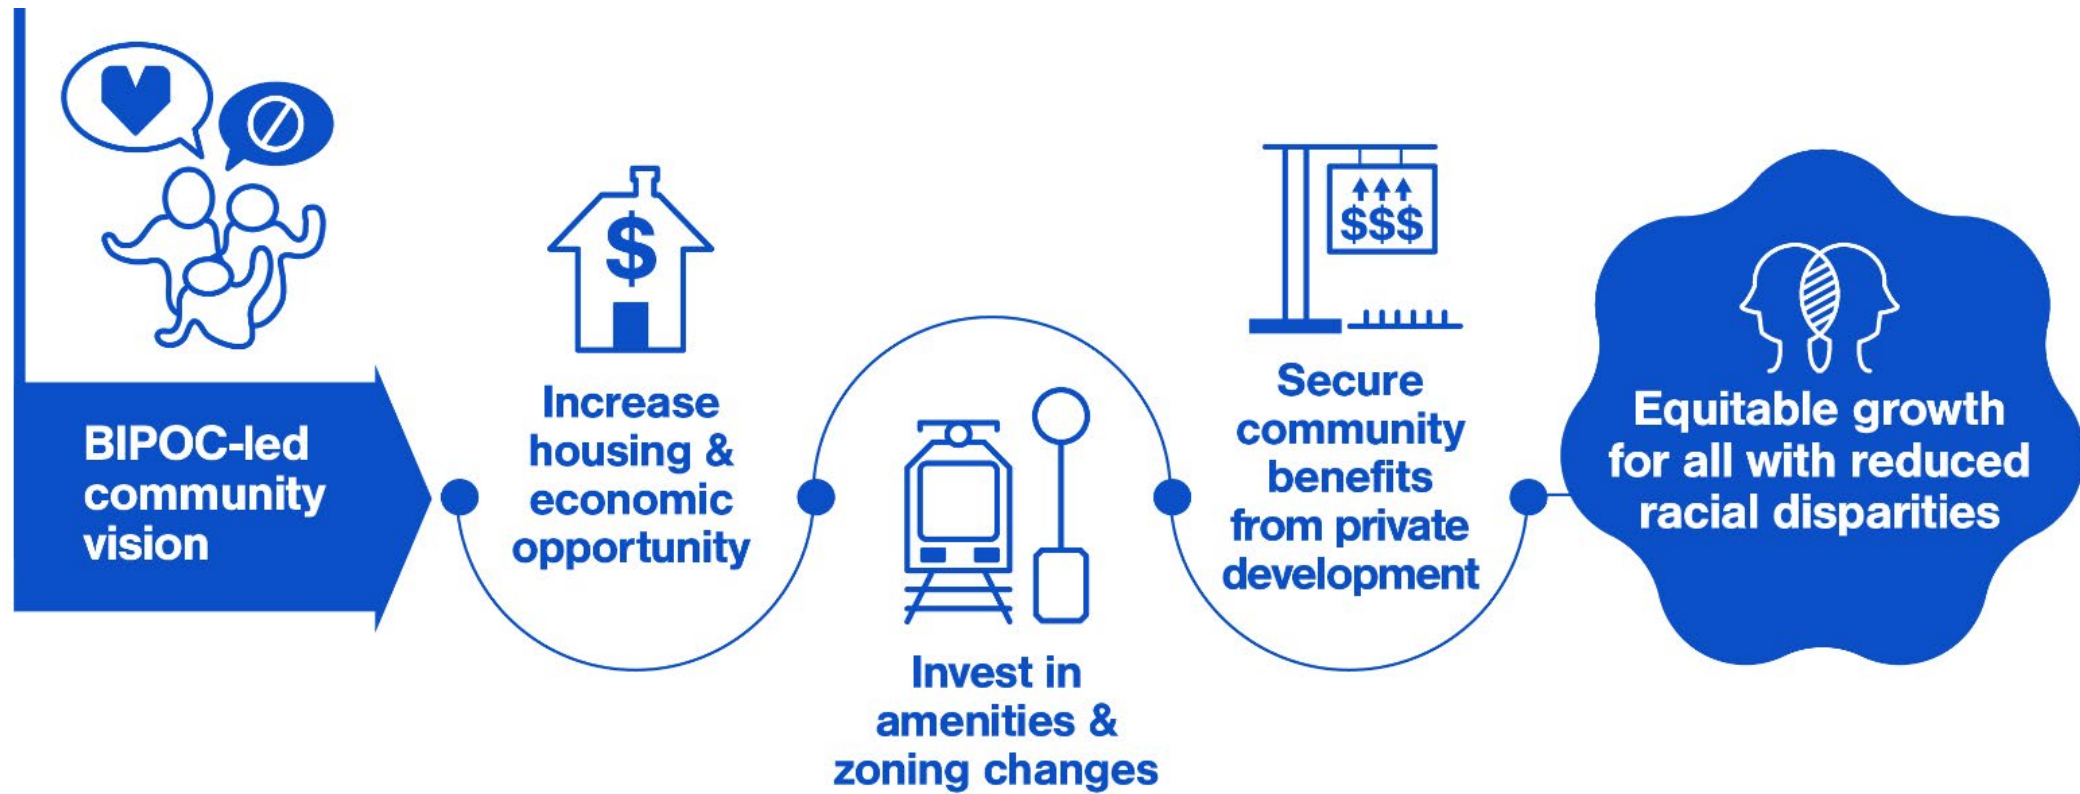 BIPOC-led
community
vision
$
Increase
housing &
economic
opportunity
Invest in
amenities &
zoning changes
$$$
Secure
community
benefits
from private
development
Equitable growth
for all with reduced
racial disparities